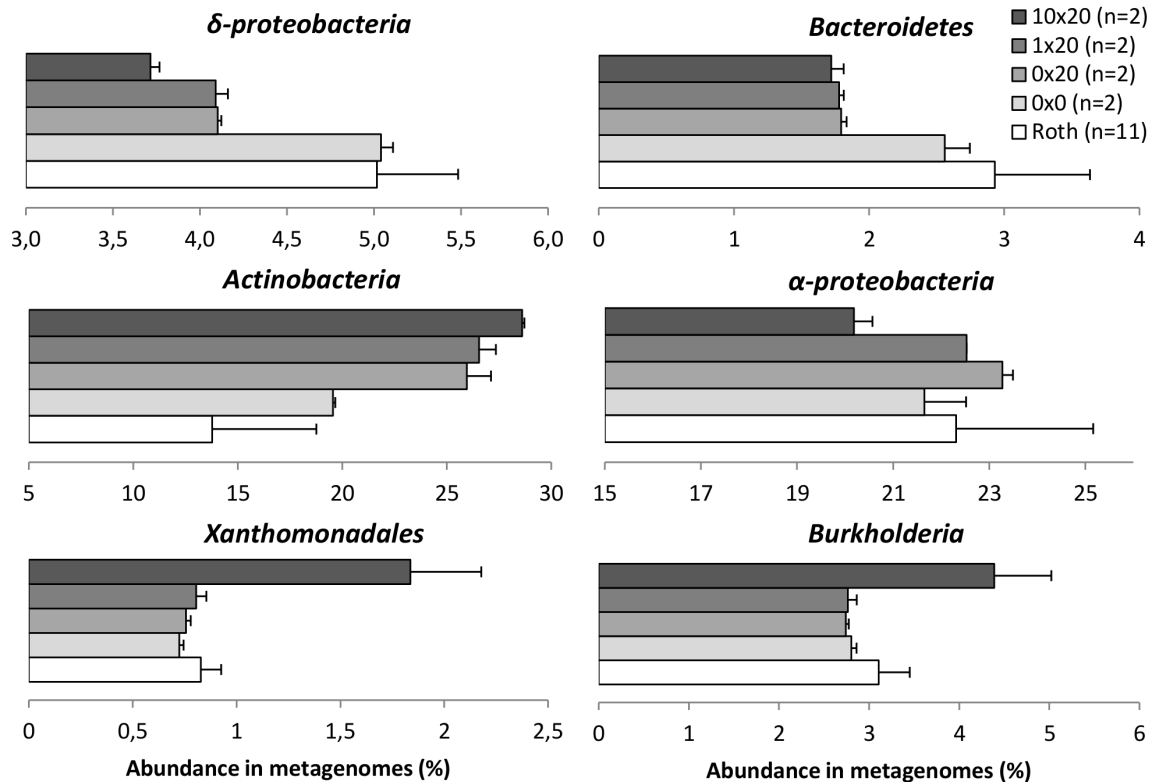 δ-proteobacteria
3,0 3,5 4,0 4,5 5,0 5,5 6,0
Bacteroidetes
0 1 2 3 4
10x20 (n=2)
1x20 (n=2)
0x20 (n=2)
0x0 (n=2)
Roth (n=11)
Actinobacteria
5 15 20 25 30
α-proteobacteria
15 17 19 21 23 25
Xanthomonadales
0 0,5 1 1,5 2 2,5
Abundance in metagenomes (%)
Burkholderia
0 1 2 3 4 5 6
Abundance in metagenomes (%)